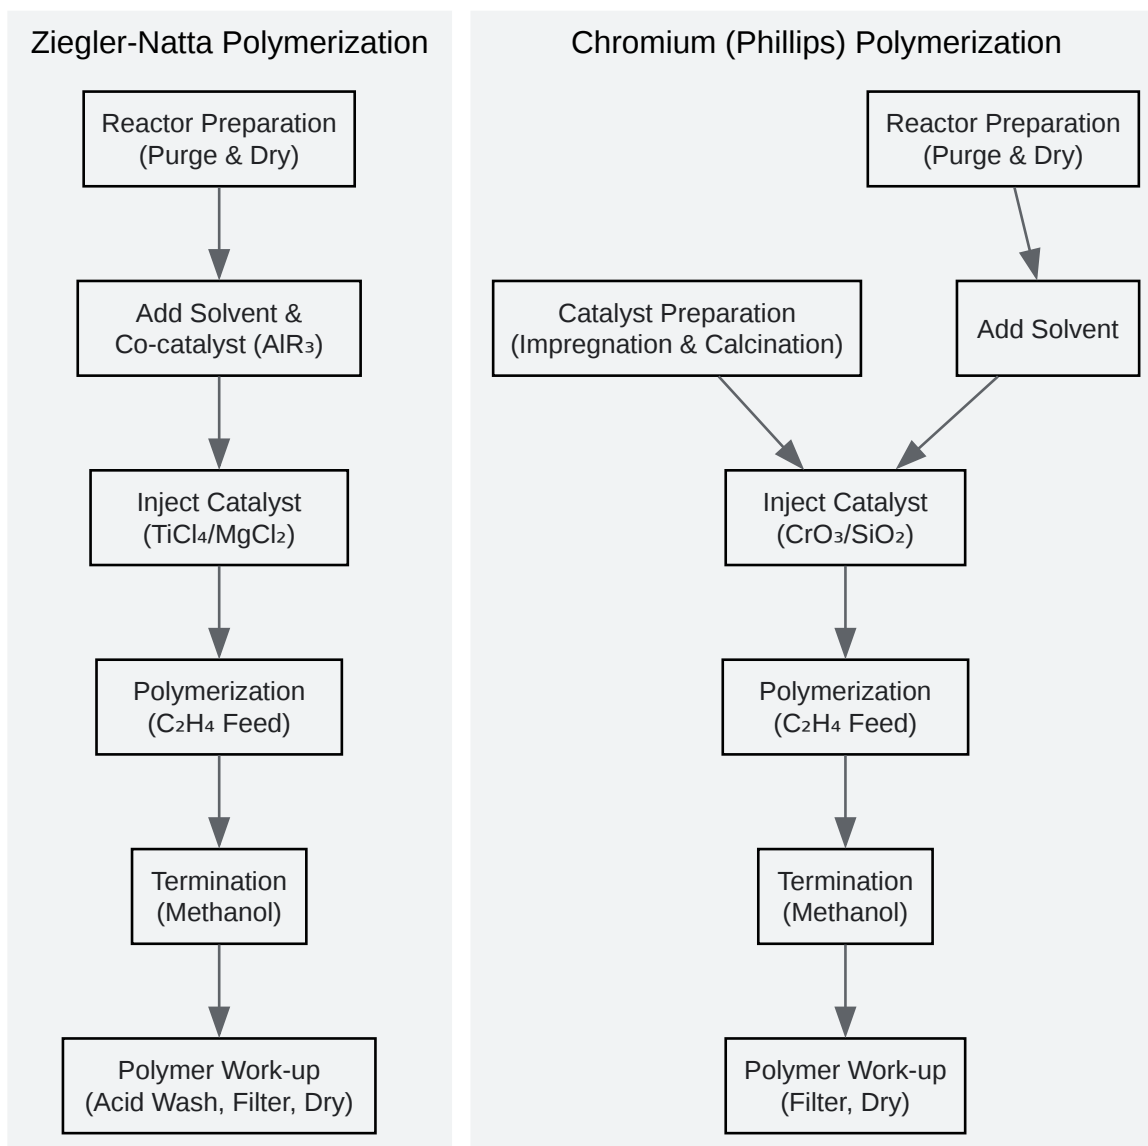 Ziegler-Natta Polymerization
Reactor Preparation
(Purge & Dry)
Add Solvent &
Co-catalyst (AlR₃)
Inject Catalyst
(TiCl₄/MgCl₂)
Polymerization
(C₂H₄ Feed)
Termination
(Methanol)
Polymer Work-up
(Acid Wash, Filter, Dry)
Chromium (Phillips) Polymerization
Reactor Preparation
(Purge & Dry)
Catalyst Preparation
(Impregnation & Calcination)
Add Solvent
Inject Catalyst
(CrO₃/SiO₂)
Polymerization
(C₂H₄ Feed)
Termination
(Methanol)
Polymer Work-up
(Filter, Dry)